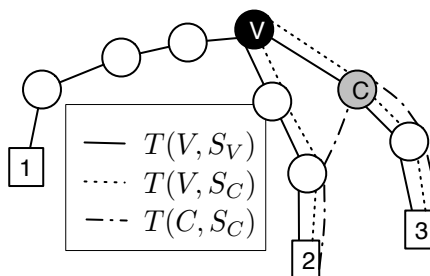 V
C
1
T(V, S_V)
T(V, S_C)
T(C, S_C)
2
3